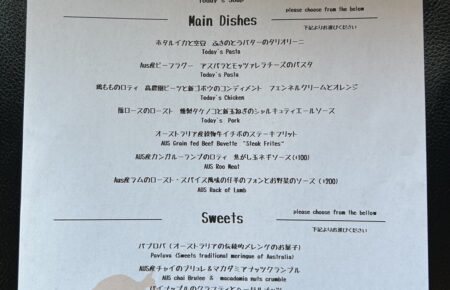 Today's Soup
Main Dishes
please choose from the below
下記よりお選びください
ホタルイカと空豆 ふきのとうバターのタリオリーニ
Today's Pasta
Aus産ビーフラグー アスパラとモッツァレラチーズのパスタ
Today's Pasta
鶏もものロティ 高農園ビーツと新ゴボウのコンディメント フェンネルクリームとオレンジ
Today's Chicken
豚ロースのロースト 燻製タケノコと新玉ねぎのシャルキュティエールソース
Today's Pork
オーストラリア産穀物牛イチボのステーキフリット
AUS Grain fed Beef Bavette "Steak Frites"
AUS産カンガルーランプのロティ 焦がし玉ネギソース(+100)
AUS Roo Meat
Aus産ラムのロースト・スパイス風味の仔羊のフォンとお野菜のソース(+200)
AUS Rack of Lamb
Sweets
please choose from the bellow
下記よりお選びください
パブロバ(オーストラリアの伝統的メレンゲのお菓子)
Pavlova (Sweets traditional meringue of Australia)
AUS産チャイのブリュレ&マカダミアナッツクランブル
AUS chai Brulee & macadamia nuts crumble